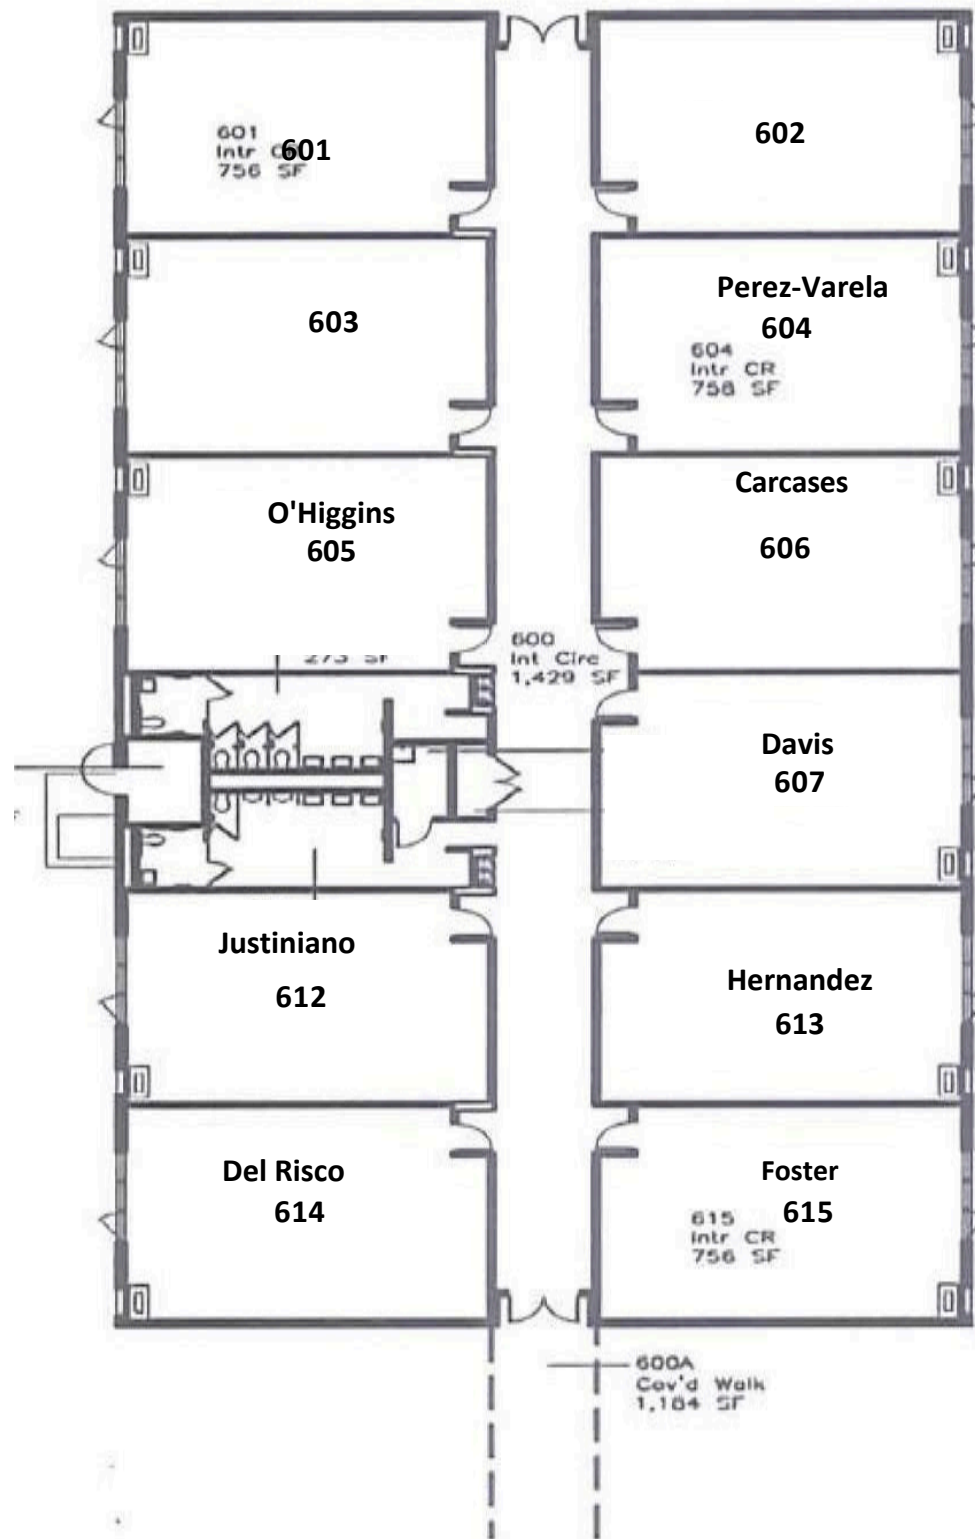 601
Intr
601
756 SF
602
603
Perez-Varela
604
604
Intr CR
758 SF
O'Higgins
605
Carcases
606
273 SF
600
Int Circ
1,429 SF
Davis
607
Justiniano
612
Hernandez
613
Del Risco
614
Foster
615
615
Intr CR
756 SF
600A
Cov'd Walk
1,184 SF